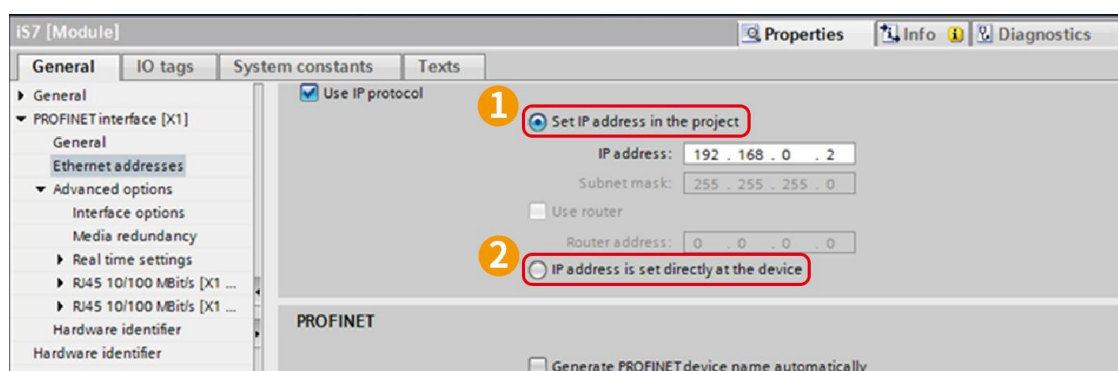 iS7 [Module]
Properties
Info
Diagnostics
General
IO tags
System constants
Texts
General
PROFINET interface [X1]
General
Ethernet addresses
Advanced options
Interface options
Media redundancy
Real time settings
RJ45 10/100 MBit/s [X1 ...
RJ45 10/100 MBit/s [X1 ...
Hardware identifier
Hardware identifier
Use IP protocol
1
Set IP address in the project
IP address: 192 . 168 . 0 . 2
Subnet mask: 255 . 255 . 255 . 0
Use router
Router address: 0 . 0 . 0 . 0
2
IP address is set directly at the device
PROFINET
Generate PROFINET device name automatically